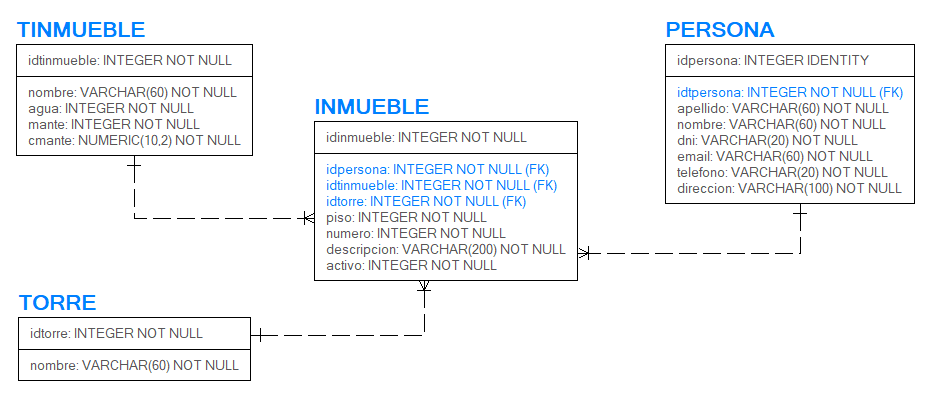 TINMUEBLE
idtinmueble: INTEGER NOT NULL
nombre: VARCHAR(60) NOT NULL
agua: INTEGER NOT NULL
mante: INTEGER NOT NULL
cmante: NUMERIC(10,2) NOT NULL
INMUEBLE
idinmueble: INTEGER NOT NULL
idpersona: INTEGER NOT NULL (FK)
idtinmueble: INTEGER NOT NULL (FK)
idtorre: INTEGER NOT NULL (FK)
piso: INTEGER NOT NULL
numero: INTEGER NOT NULL
descripcion: VARCHAR(200) NOT NULL
activo: INTEGER NOT NULL
PERSONA
idpersona: INTEGER IDENTITY
idtpersona: INTEGER NOT NULL (FK)
apellido: VARCHAR(60) NOT NULL
nombre: VARCHAR(60) NOT NULL
dni: VARCHAR(20) NOT NULL
email: VARCHAR(60) NOT NULL
telefono: VARCHAR(20) NOT NULL
direccion: VARCHAR(100) NOT NULL
TORRE
idtorre: INTEGER NOT NULL
nombre: VARCHAR(60) NOT NULL